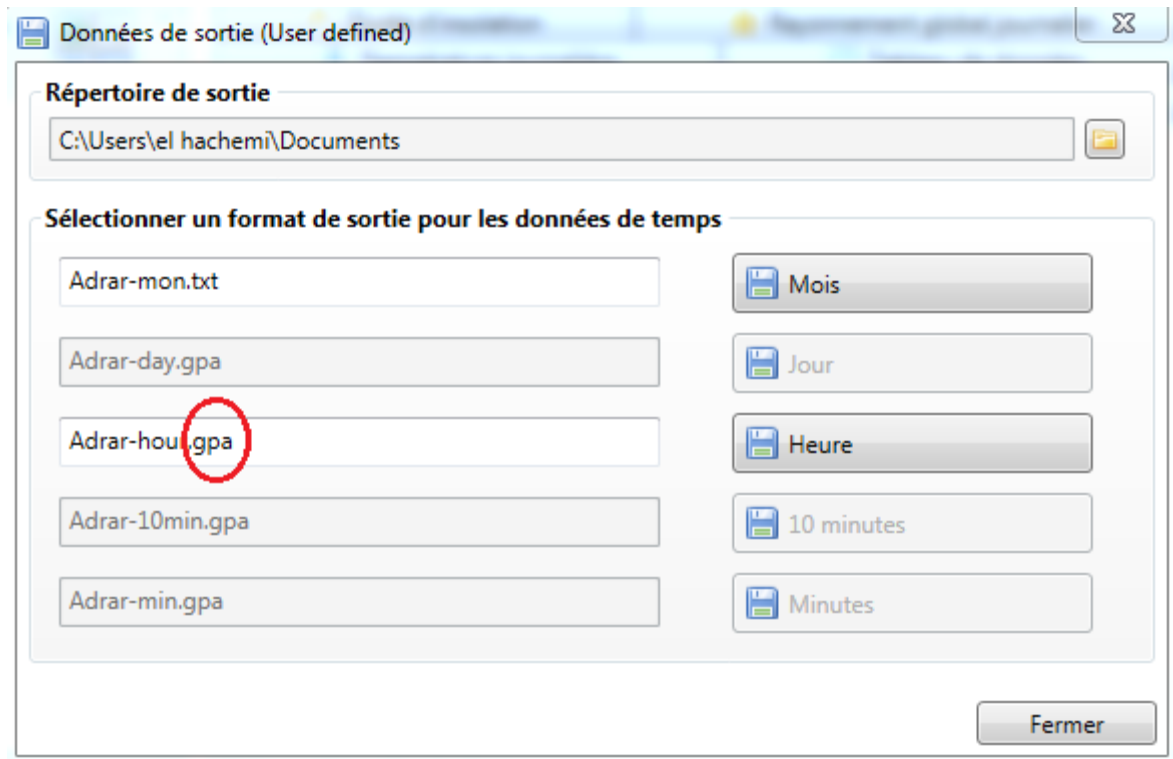 Données de sortie (User defined)
Répertoire de sortie
C:\Users\el hachemi\Documents
Sélectionner un format de sortie pour les données de temps
Adrar-mon.txt
Mois
Adrar-day.gpa
Jour
Adrar-hour.gpa
Heure
Adrar-10min.gpa
10 minutes
Adrar-min.gpa
Minutes
Fermer